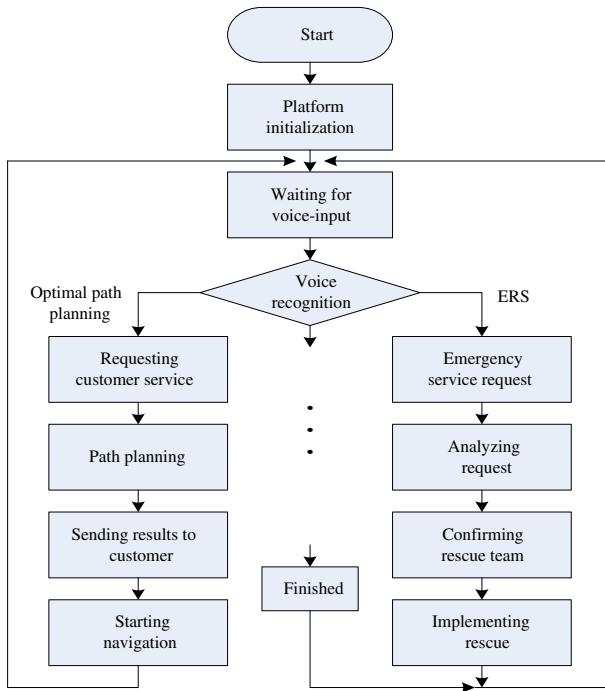 Start
Platform
initialization
Waiting for
voice-input
Voice
recognition
Optimal path
planning
ERS
Requesting
customer service
Emergency
service request
Path planning
Analyzing
request
Sending results to
customer
Confirming
rescue team
Finished
Starting
navigation
Implementing
rescue